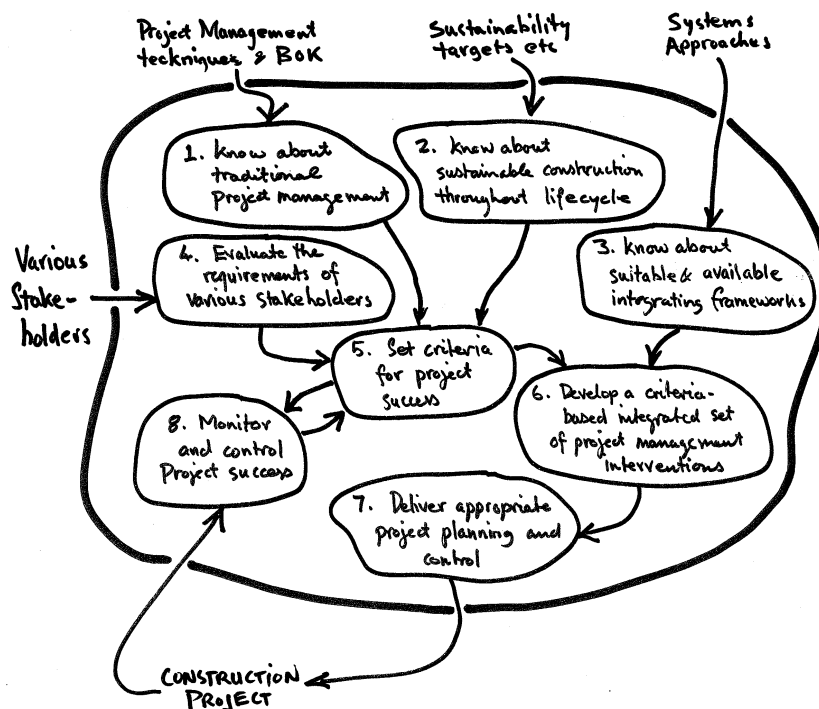 Project Management
techniques & BoK
Sustainability
targets etc
Systems
Approaches
1. Know about
traditional
Project management
2. Know about
sustainable construction
throughout lifecycle
Various
Stake-
holders
4. Evaluate the
requirements of
various stakeholders
3. Know about
suitable & available
integrating frameworks
5. Set criteria
for project
success
6. Develop a criteria-
based integrated set
of project management
interventions
8. Monitor
and control
Project success
7. Deliver appropriate
project planning and
control
CONSTRUCTION
PROJECT